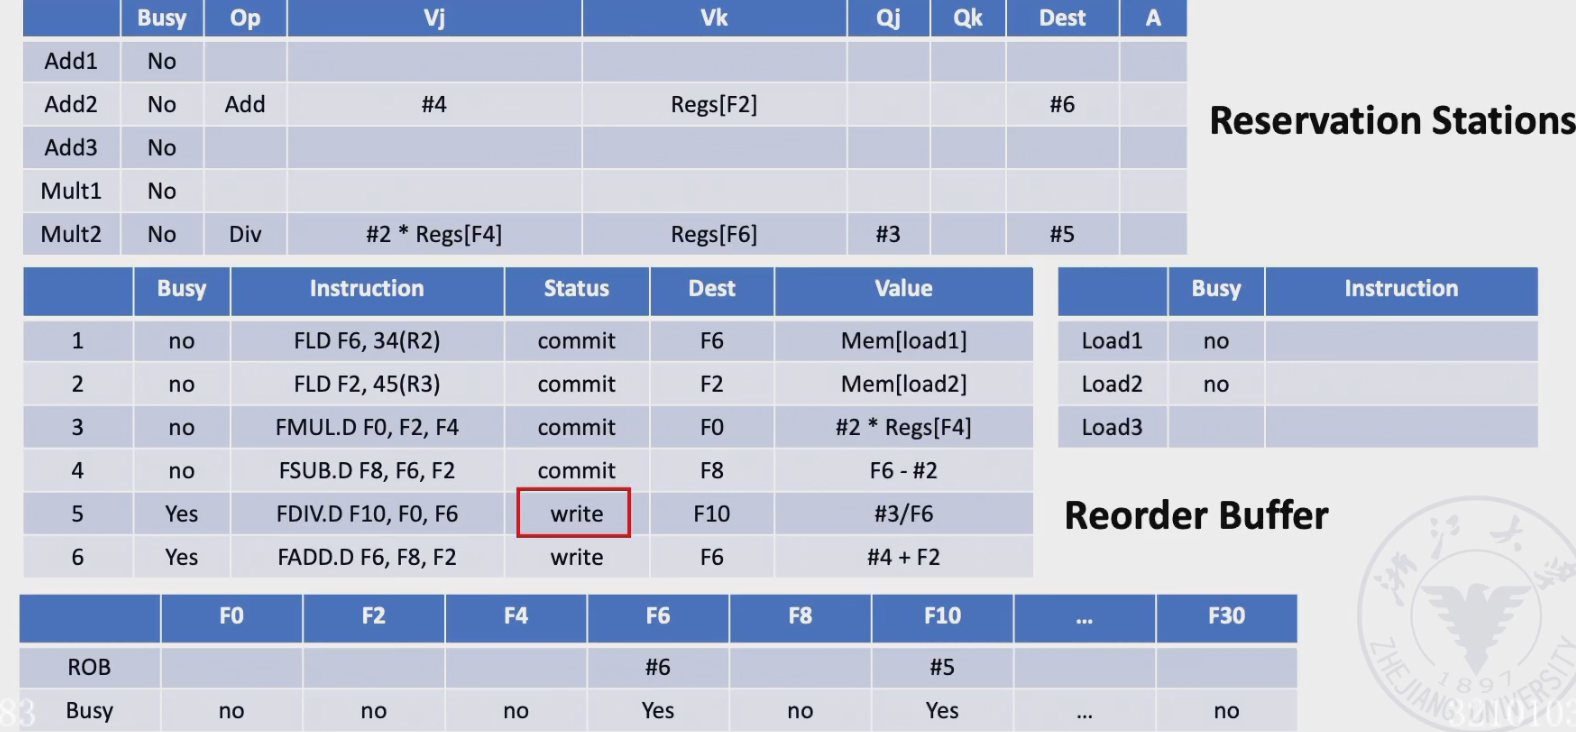 Busy Op Vj Vk Qj Qk Dest A
Add1 No
Add2 No Add #4 Regs[F2] #6
Add3 No
Mult1 No
Mult2 No Div #2 * Regs[F4] Regs[F6] #3 #5
Reservation Stations
Busy Instruction Status Dest Value
1 no FLD F6, 34(R2) commit F6 Mem[load1]
2 no FLD F2, 45(R3) commit F2 Mem[load2]
3 no FMUL.D F0, F2, F4 commit F0 #2 * Regs[F4]
4 no FSUB.D F8, F6, F2 commit F8 F6 - #2
5 Yes FDIV.D F10, F0, F6 write F10 #3/F6
6 Yes FADD.D F6, F8, F2 write F6 #4 + F2
Busy Instruction
Load1 no
Load2 no
Load3
Reorder Buffer
F0 F2 F4 F6 F8 F10 ... F30
ROB #6 #5
Busy no no no Yes no Yes ... no
ZHEJIANG UNIVERSITY
1897
83